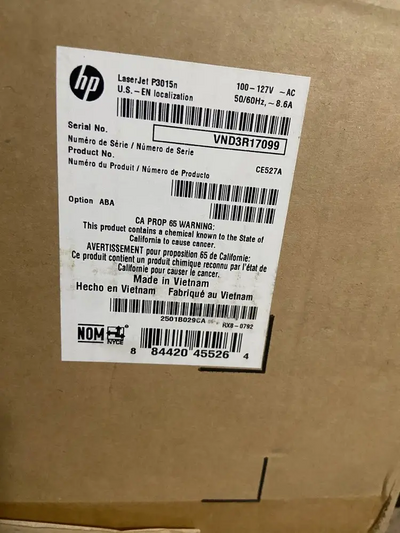 hp
LaserJet P3015n
U.S. - EN localization
100-127V ~AC
50/60Hz, ~ 8.6A
Serial No.
VND3R17099
Numéro de Série / Número de Serie
Product No.
CE527A
Numéro du Produit / Número de Producto
Option ABA
CA PROP 65 WARNING:
This product contains a chemical known to the State of
California to cause cancer.
AVERTISSEMENT pour proposition 65 de Californie:
Ce produit contient un produit chimique reconnu par l'état de
Californie pour causer le cancer.
Made in Vietnam
Hecho en Vietnam Fabriqué au Vietnam
2501B029CA
RX8-0792
NOM NYCE
8 84420 45526 4